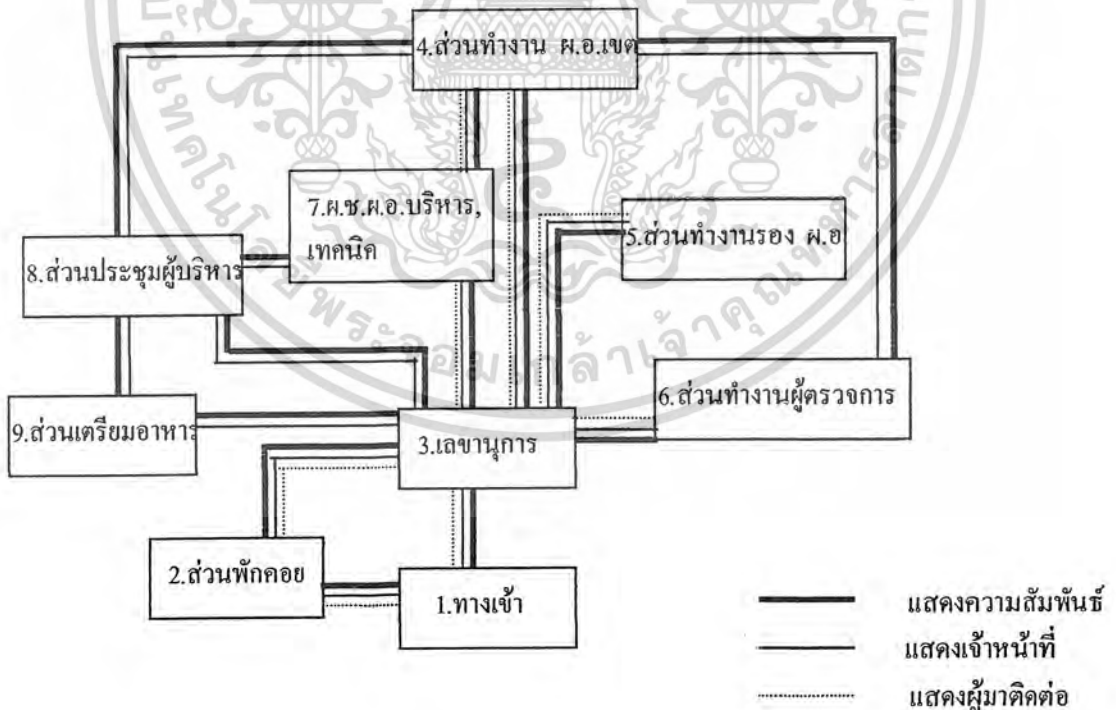 4.ส่วนทำงาน ผ.อ.เขต
7.ผ.ช.ผ.อ.บริหาร,
เทคนิค
5.ส่วนทำงานรอง ผ.อ
8.ส่วนประชุมผู้บริหาร
6.ส่วนทำงานผู้ตรวจการ
9.ส่วนเตรียมอาหาร
3.เลขานุการ
2.ส่วนพักคอย
1.ทางเข้า
แสดงความสัมพันธ์
แสดงเจ้าหน้าที่
แสดงผู้มาติดต่อ